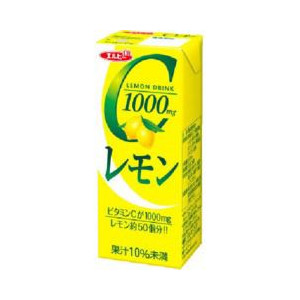 エルビー
C
LEMON DRINK
1000mg
レモン
ビタミンCが1000mg
レモン約50個分!!
果汁10%未満